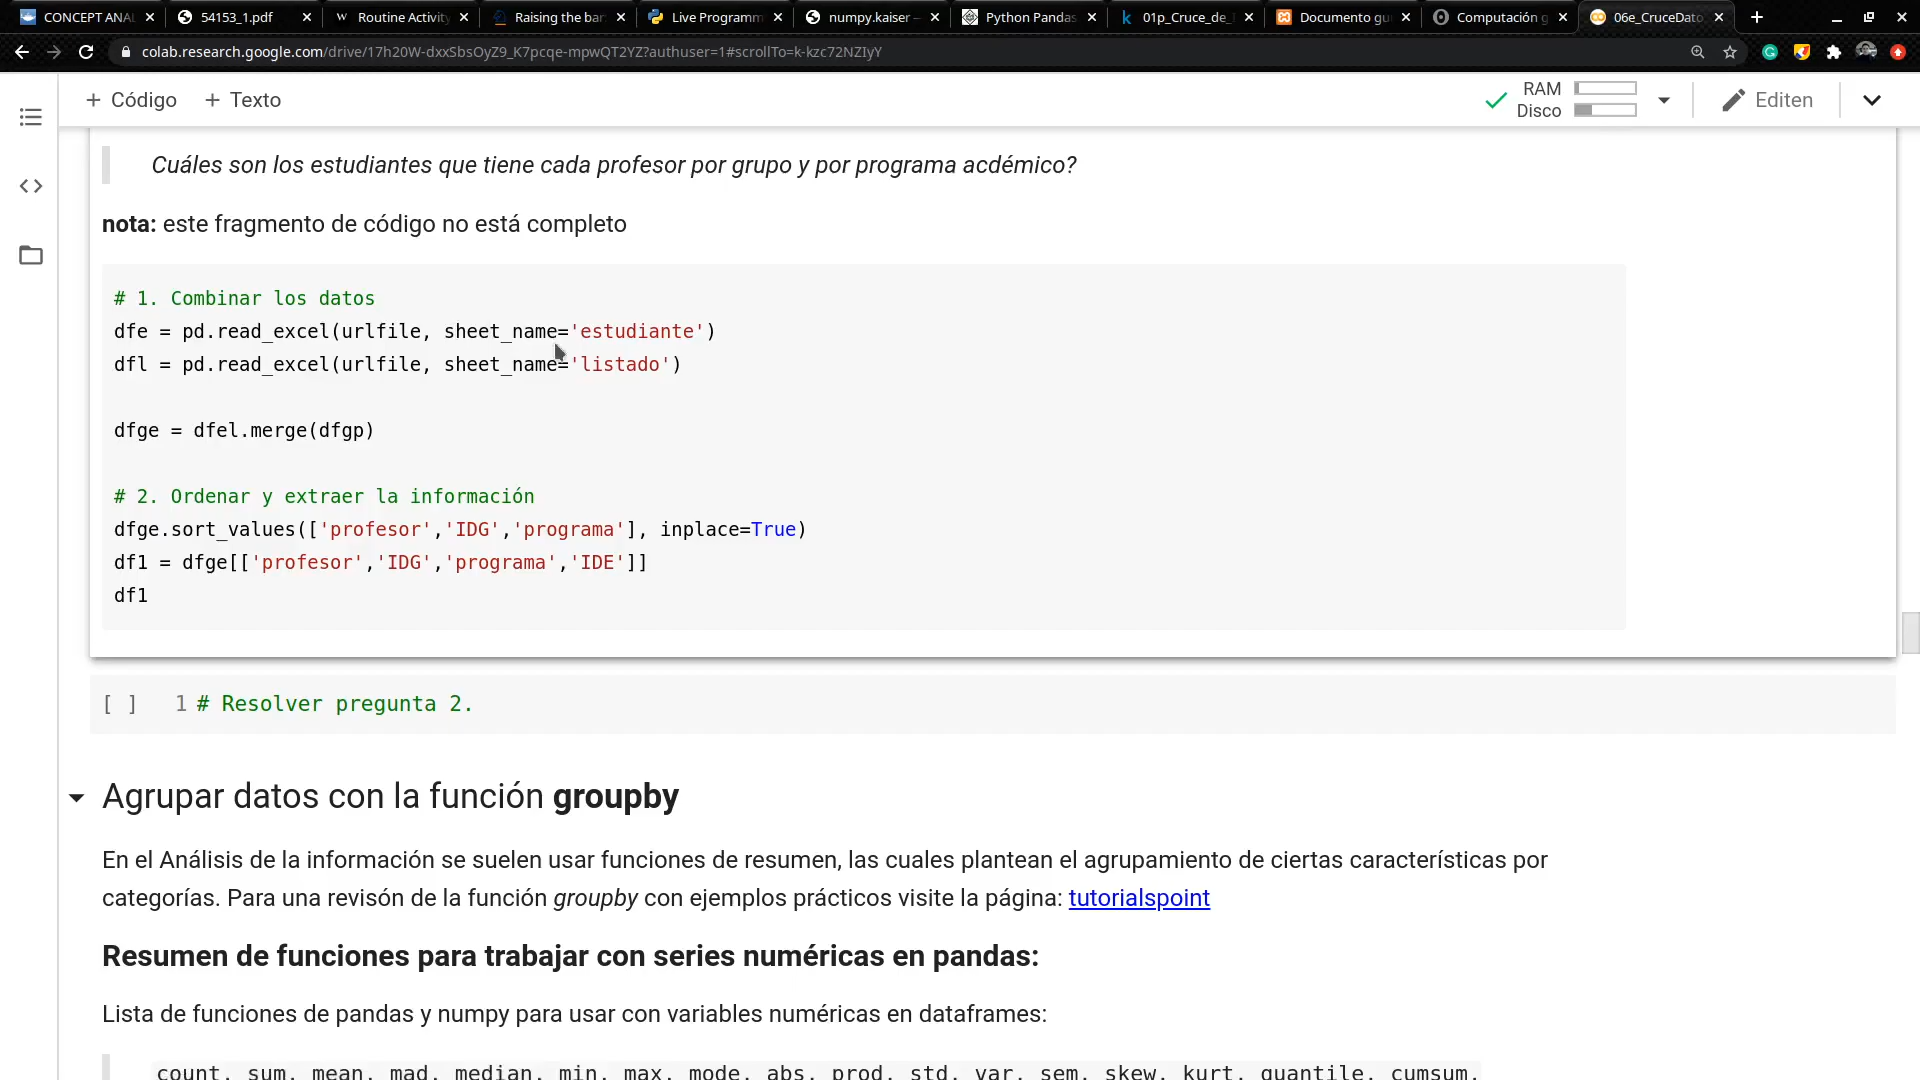 CONCEPT ANAL
54153_1.pdf
Routine Activity
Raising the bar
Live Programm
numpy.kaiser —
Python Pandas
01p_Cruce_de_
Documento gu
Computación g
06e_CruceDato
colab.research.google.com/drive/17h20W-dxxSbsOyZ9_K7pcqe-mpwQT2YZ?authuser=1#scrollTo=k-kzc72NZIyY
+ Código + Texto
RAM
Disco
Editen
Cuáles son los estudiantes que tiene cada profesor por grupo y por programa acdémico?
nota: este fragmento de código no está completo
# 1. Combinar los datos
dfe = pd.read_excel(urlfile, sheet_name='estudiante')
dfl = pd.read_excel(urlfile, sheet_name='listado')
dfge = dfel.merge(dfgp)
# 2. Ordenar y extraer la información
dfge.sort_values(['profesor','IDG','programa'], inplace=True)
df1 = dfge[['profesor','IDG','programa','IDE']]
df1
[ ] 1 # Resolver pregunta 2.
Agrupar datos con la función groupby
En el Análisis de la información se suelen usar funciones de resumen, las cuales plantean el agrupamiento de ciertas características por
categorías. Para una revisón de la función groupby con ejemplos prácticos visite la página: tutorialspoint
Resumen de funciones para trabajar con series numéricas en pandas:
Lista de funciones de pandas y numpy para usar con variables numéricas en dataframes:
count, sum, mean, mad, median, min, max, mode, abs, prod, std, var, sem, skew, kurt, quantile, cumsum,